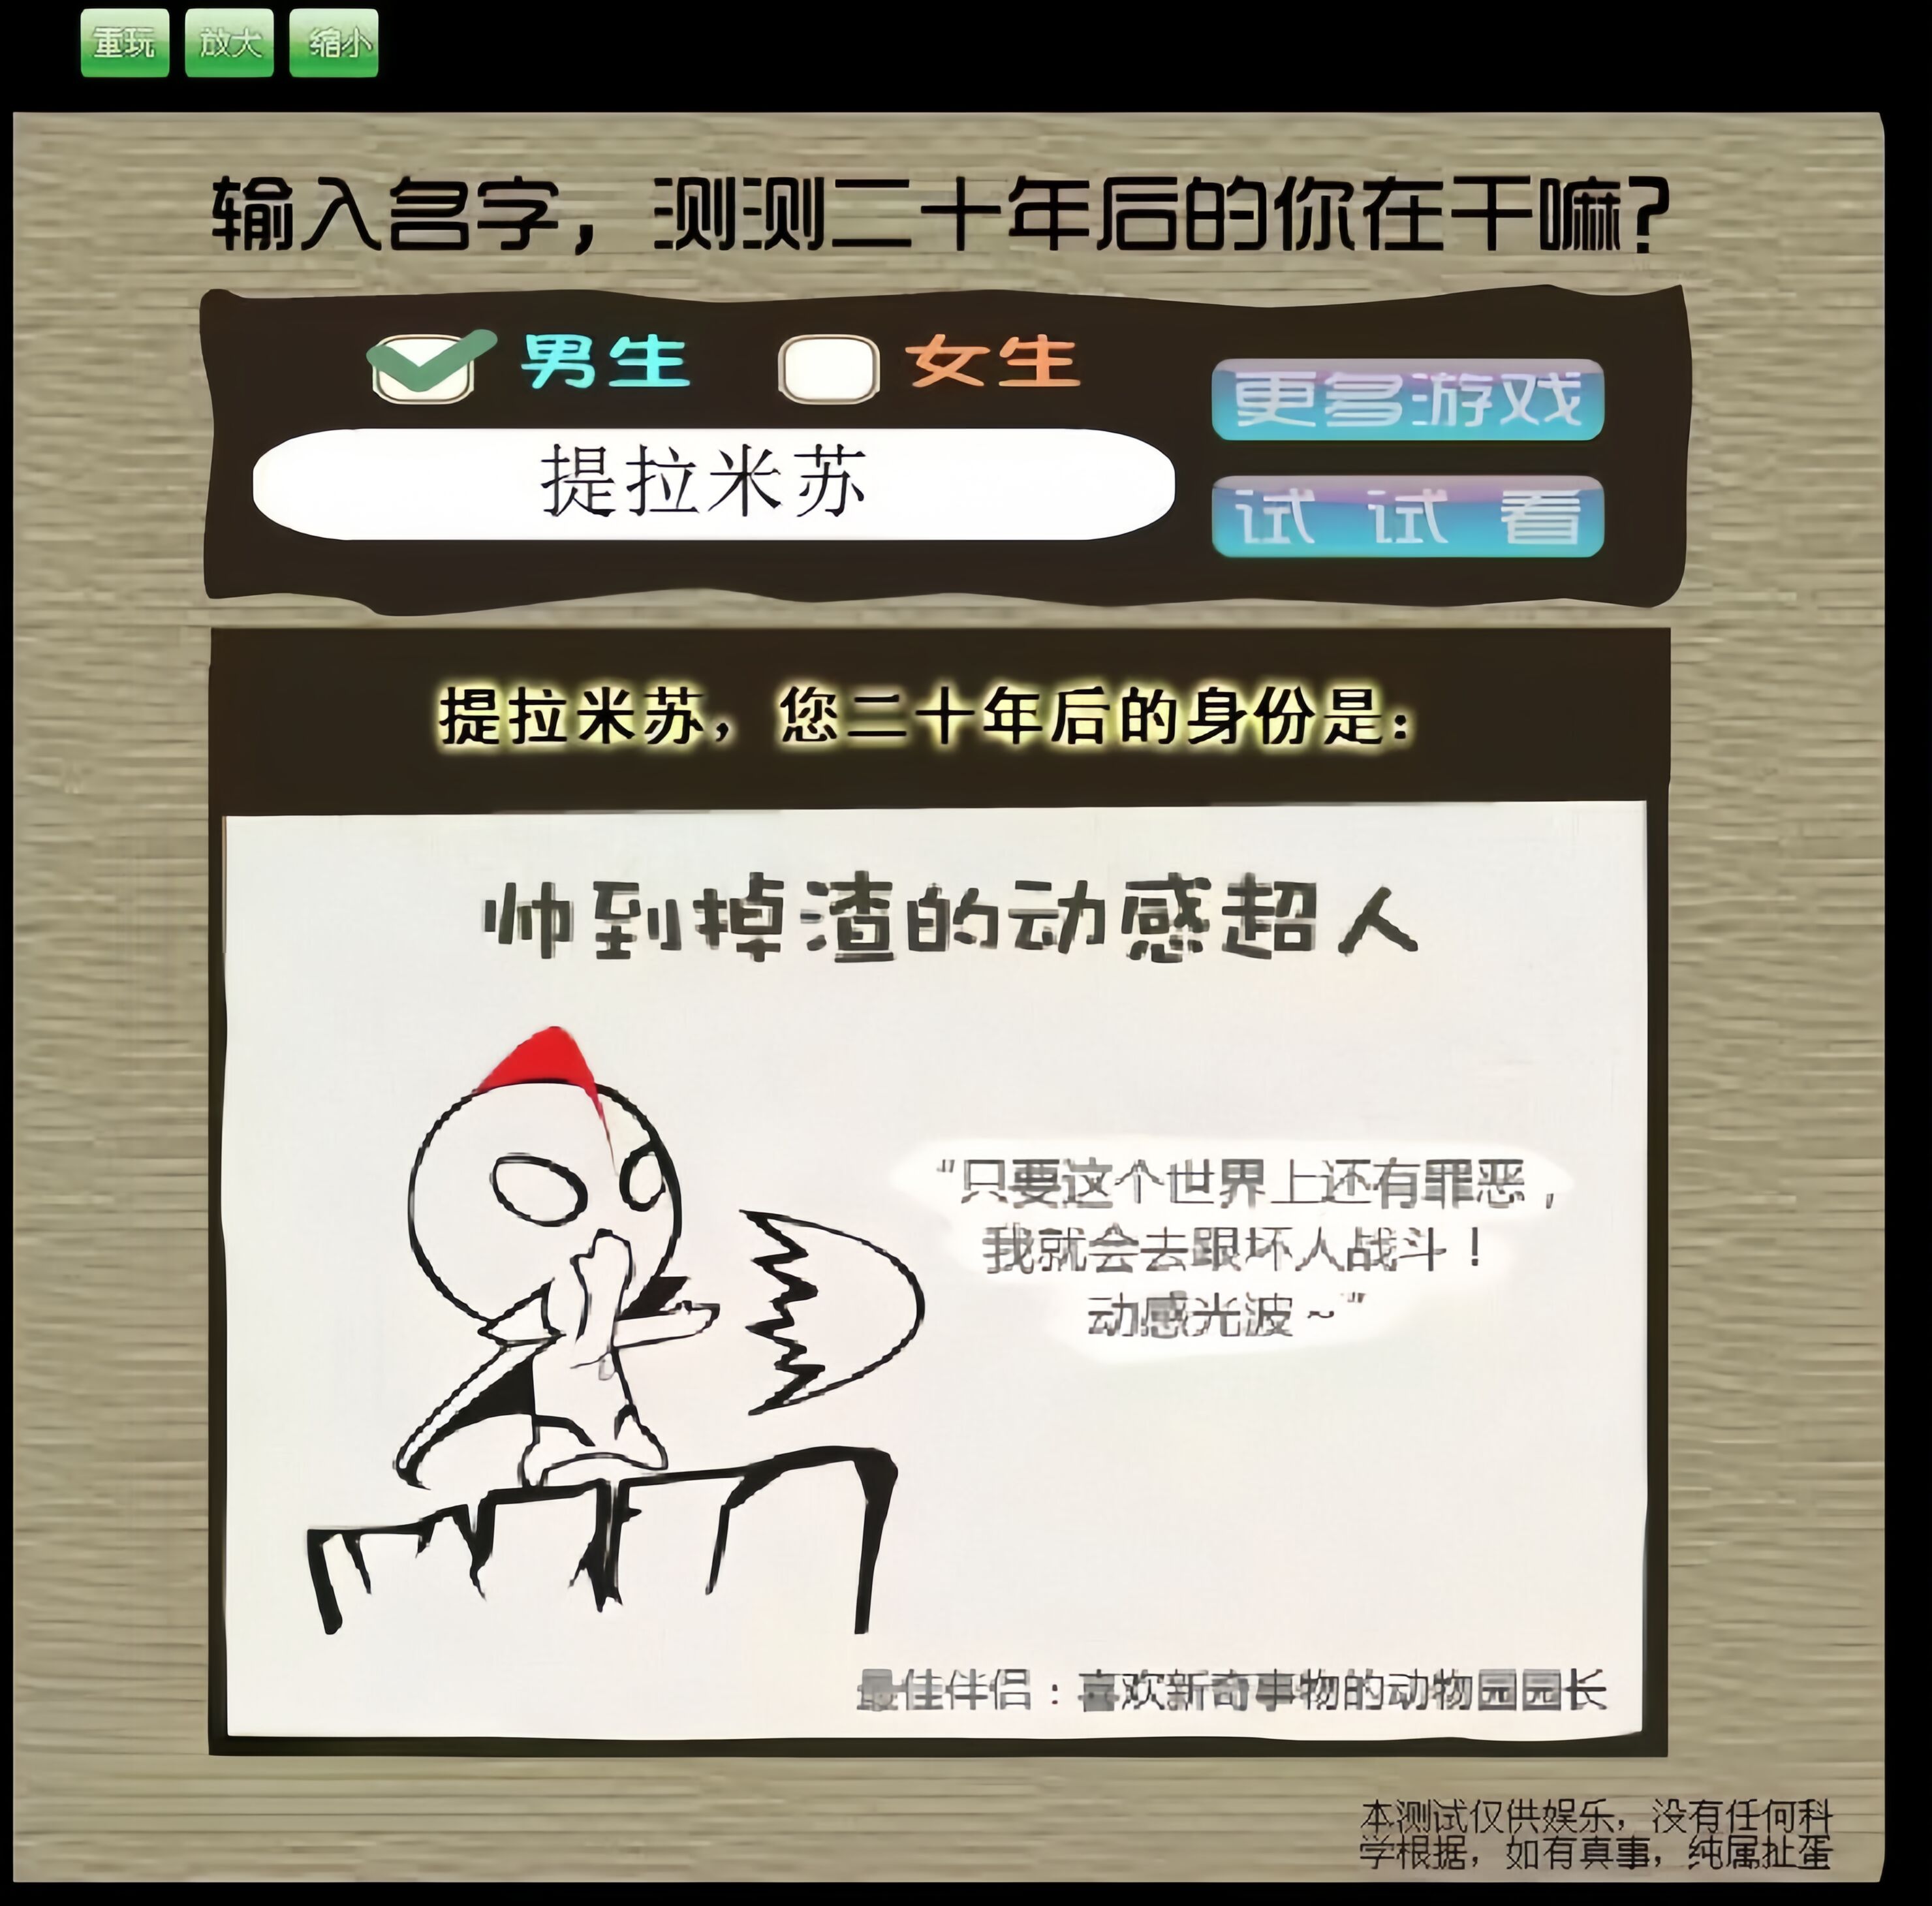 重玩 放大 缩小
输入名字，测测二十年后的你在干嘛？
男生 女生
更多游戏
提拉米苏
试试看
提拉米苏，您二十年后的身份是：
帅到掉渣的动感超人
“只要这个世界上还有罪恶，
我就会去跟坏人战斗！
动感光波~”
最佳伴侣：喜欢新奇事物的动物园园长
本测试仅供娱乐，没有任何科
学根据，如有真事，纯属扯蛋